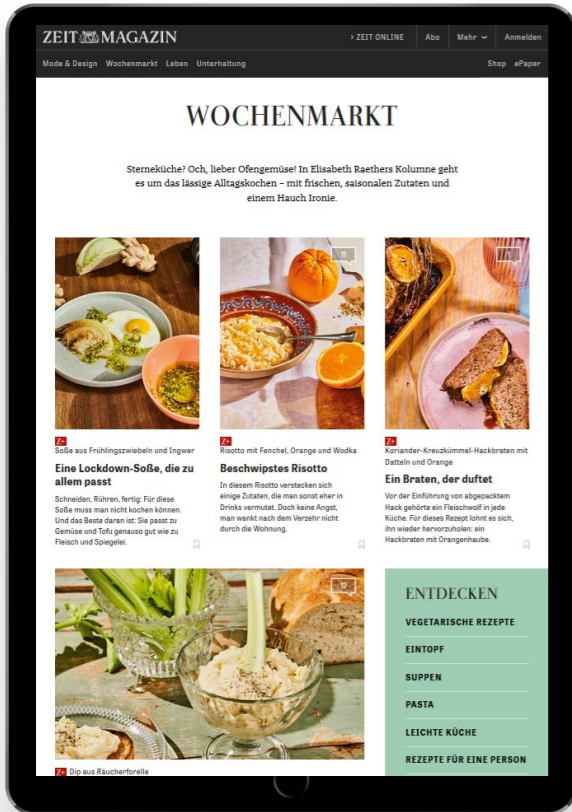 ZEIT MAGAZIN
› ZEIT ONLINE
Abo
Mehr
Anmelden
Mode & Design Wochenmarkt Leben Unterhaltung
Shop ePaper
WOCHENMARKT
Sterneküche? Och, lieber Ofengemüse! In Elisabeth Raethers Kolumne geht
es um das lässige Alltagskochen – mit frischen, saisonalen Zutaten und
einem Hauch Ironie.
Z+
Soße aus Frühlingszwiebeln und Ingwer
Eine Lockdown-Soße, die zu
allem passt
Schneiden, Rühren, fertig: Für diese
Soße muss man nicht kochen können.
Und das Beste daran ist: Sie passt zu
Gemüse und Tofu genauso gut wie zu
Fleisch und Spiegelei.
11
Z+
Risotto mit Fenchel, Orange und Wodka
Beschwipstes Risotto
In diesem Risotto verstecken sich
einige Zutaten, die man sonst eher in
Drinks vermutet. Doch keine Angst,
man wankt nach dem Verzehr nicht
durch die Wohnung.
Z+
Koriander-Kreuzkümmel-Hackbraten mit
Datteln und Orange
Ein Braten, der duftet
Vor der Einführung von abgepacktem
Hack gehörte ein Fleischwolf in jede
Küche. Für dieses Rezept lohnt es sich,
ihn wieder hervorzuholen: ein
Hackbraten mit Orangenhaube.
12
Z+ Dip aus Räucherforelle
ENTDECKEN
VEGETARISCHE REZEPTE
EINTOPF
SUPPEN
PASTA
LEICHTE KÜCHE
REZEPTE FÜR EINE PERSON